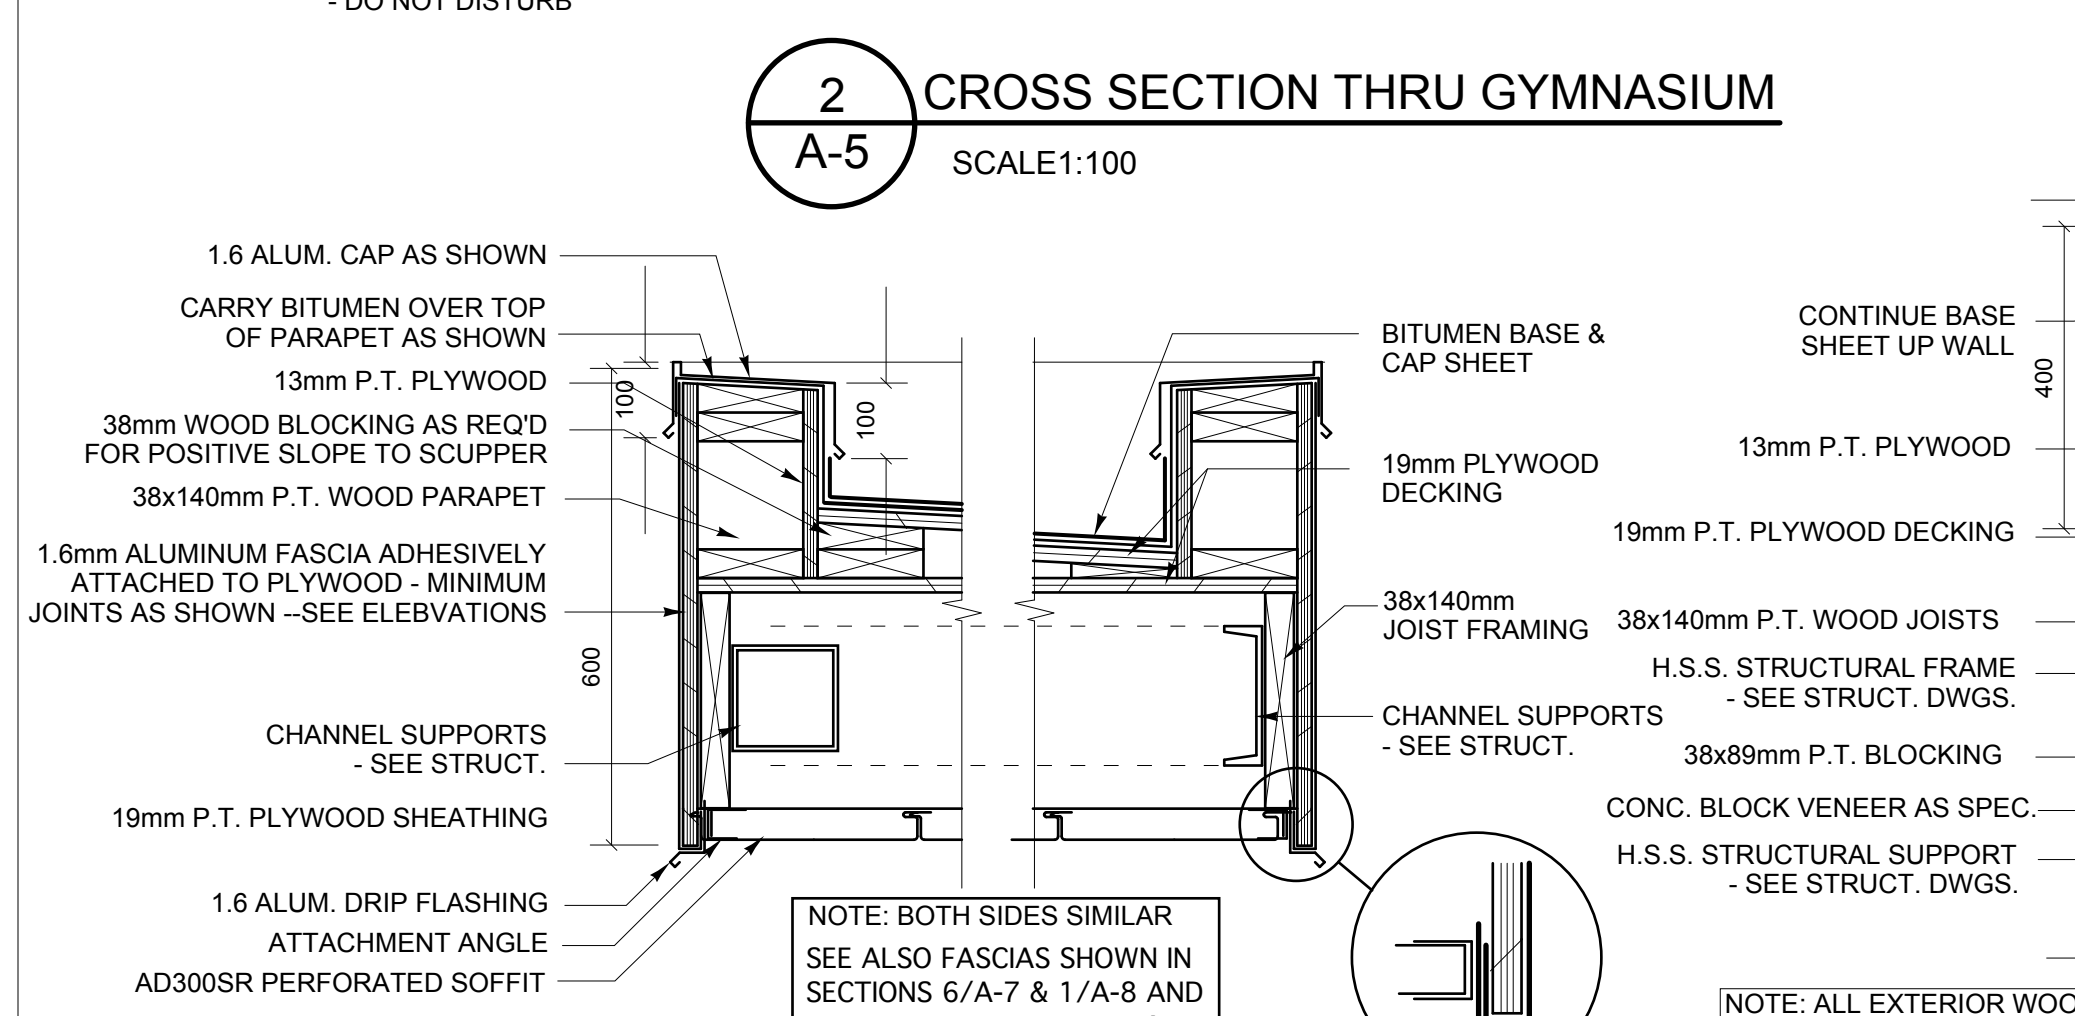 - DO NOT DISTURB
2
A-5
CROSS SECTION THRU GYMNASIUM
SCALE1:100
1.6 ALUM. CAP AS SHOWN
CARRY BITUMEN OVER TOP
OF PARAPET AS SHOWN
13mm P.T. PLYWOOD
38mm WOOD BLOCKING AS REQ'D
FOR POSITIVE SLOPE TO SCUPPER
38x140mm P.T. WOOD PARAPET
1.6mm ALUMINUM FASCIA ADHESIVELY
ATTACHED TO PLYWOOD - MINIMUM
JOINTS AS SHOWN --SEE ELEBVATIONS
CHANNEL SUPPORTS
- SEE STRUCT.
19mm P.T. PLYWOOD SHEATHING
1.6 ALUM. DRIP FLASHING
ATTACHMENT ANGLE
AD300SR PERFORATED SOFFIT
100
600
100
BITUMEN BASE &
CAP SHEET
19mm PLYWOOD
DECKING
38x140mm
JOIST FRAMING
CHANNEL SUPPORTS
- SEE STRUCT.
NOTE: BOTH SIDES SIMILAR
SEE ALSO FASCIAS SHOWN IN
SECTIONS 6/A-7 & 1/A-8 AND
CONTINUE BASE
SHEET UP WALL
400
13mm P.T. PLYWOOD
19mm P.T. PLYWOOD DECKING
38x140mm P.T. WOOD JOISTS
H.S.S. STRUCTURAL FRAME
- SEE STRUCT. DWGS.
38x89mm P.T. BLOCKING
CONC. BLOCK VENEER AS SPEC.
H.S.S. STRUCTURAL SUPPORT
- SEE STRUCT. DWGS.
NOTE: ALL EXTERIOR WOO